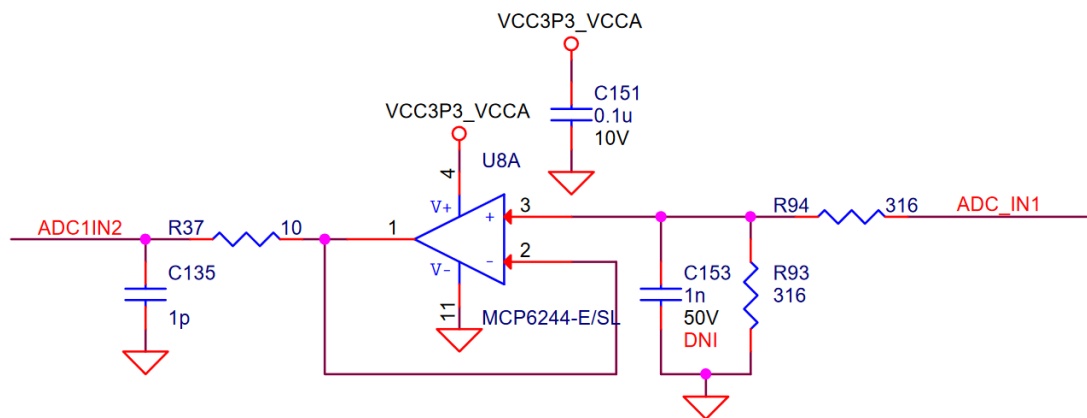 VCC3P3_VCCA
C151
0.1u
10V
VCC3P3_VCCA
U8A
4
V+
+
3
R94
316
ADC_IN1
ADC1IN2
R37
10
1
-
2
V-
C135
1p
11
MCP6244-E/SL
C153
1n
50V
DNI
R93
316